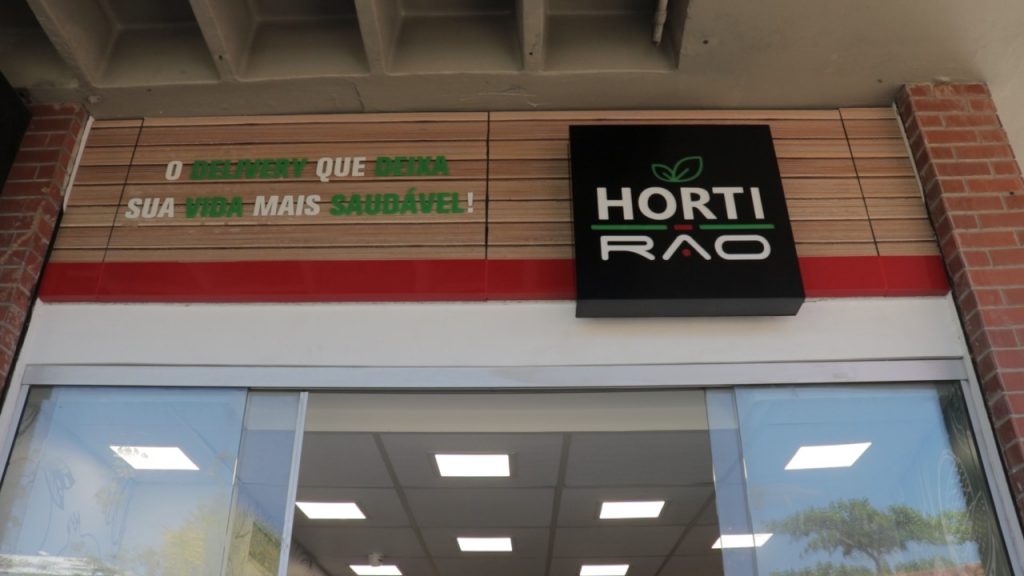 O DELIVERY QUE DEIXA
SUA VIDA MAIS SAUDÁVEL!
HORTI
RÃO